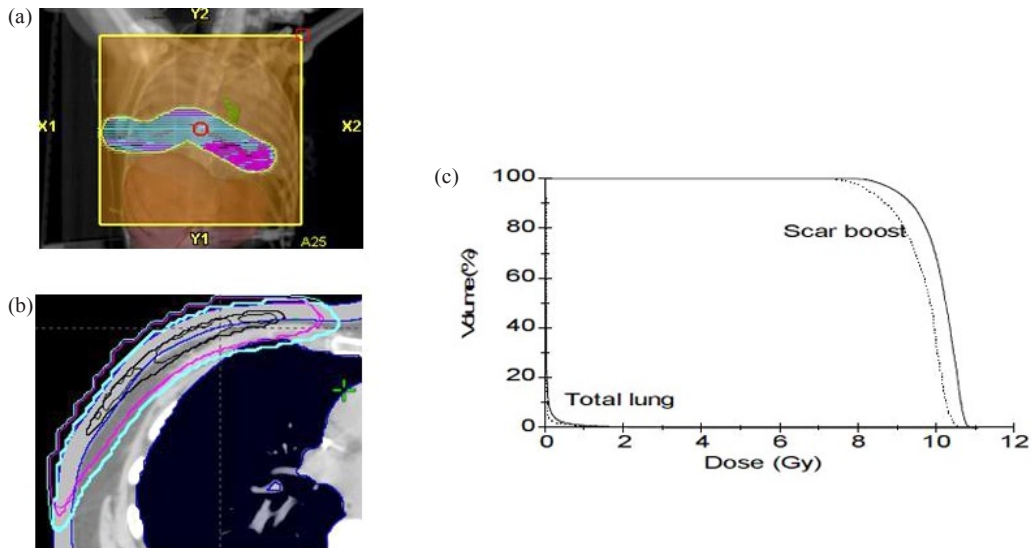 (a)
Y2
X1
X2
Y1
A25
(b)
(c)
100
80
60
40
20
0
Volume(%)
Scar boost
Total lung
0 2 4 6 8 10 12
Dose (Gy)